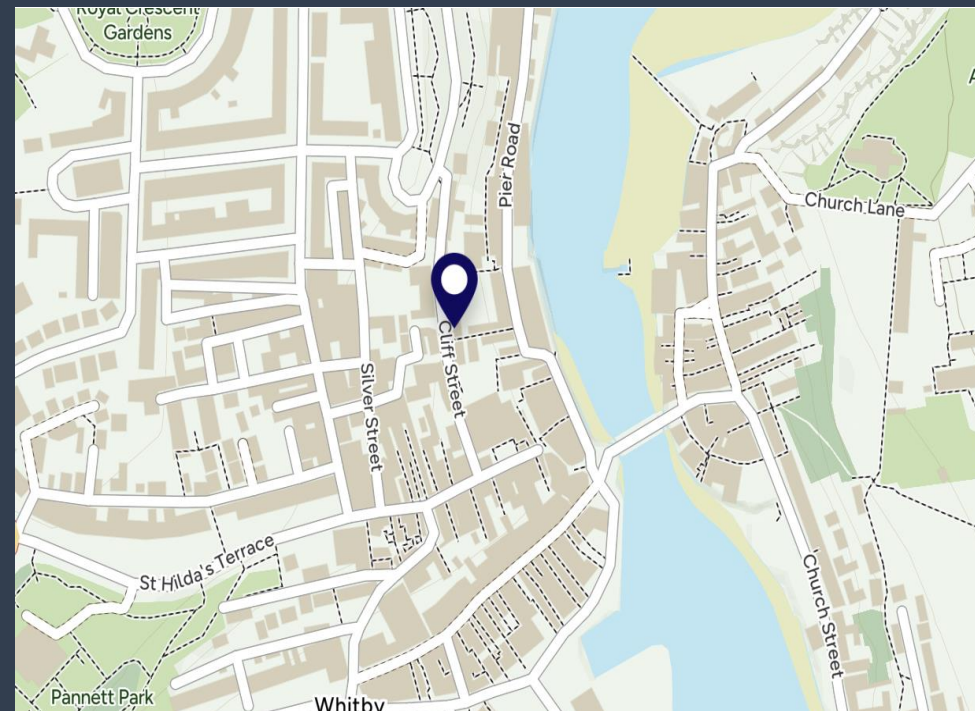 Royal Crescent
Gardens
Pier Road
Church Lane
Cliff Street
Silver Street
St Hilda's Terrace
Church Street
Pannett Park
Whitby